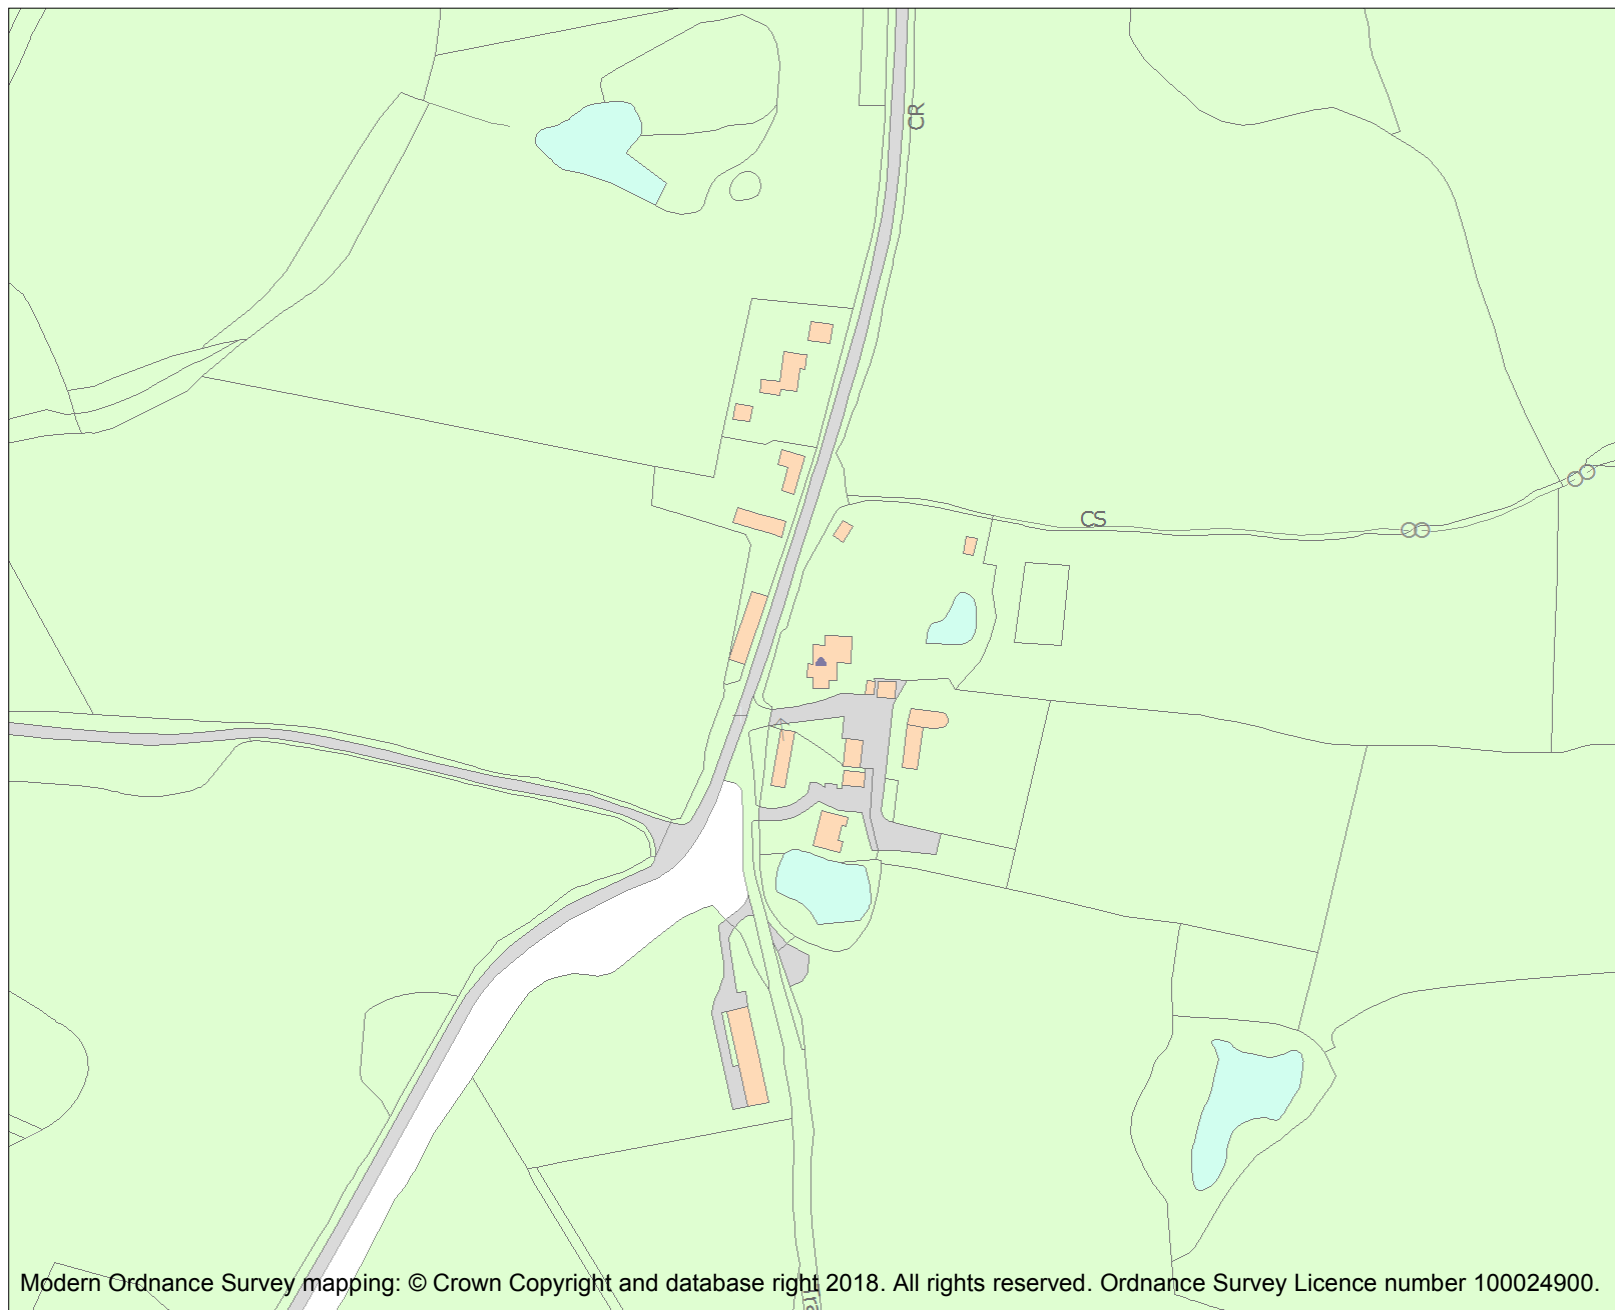 CR
CS
Modern Ordnance Survey mapping: © Crown Copyright and database right 2018. All rights reserved. Ordnance Survey Licence number 100024900.